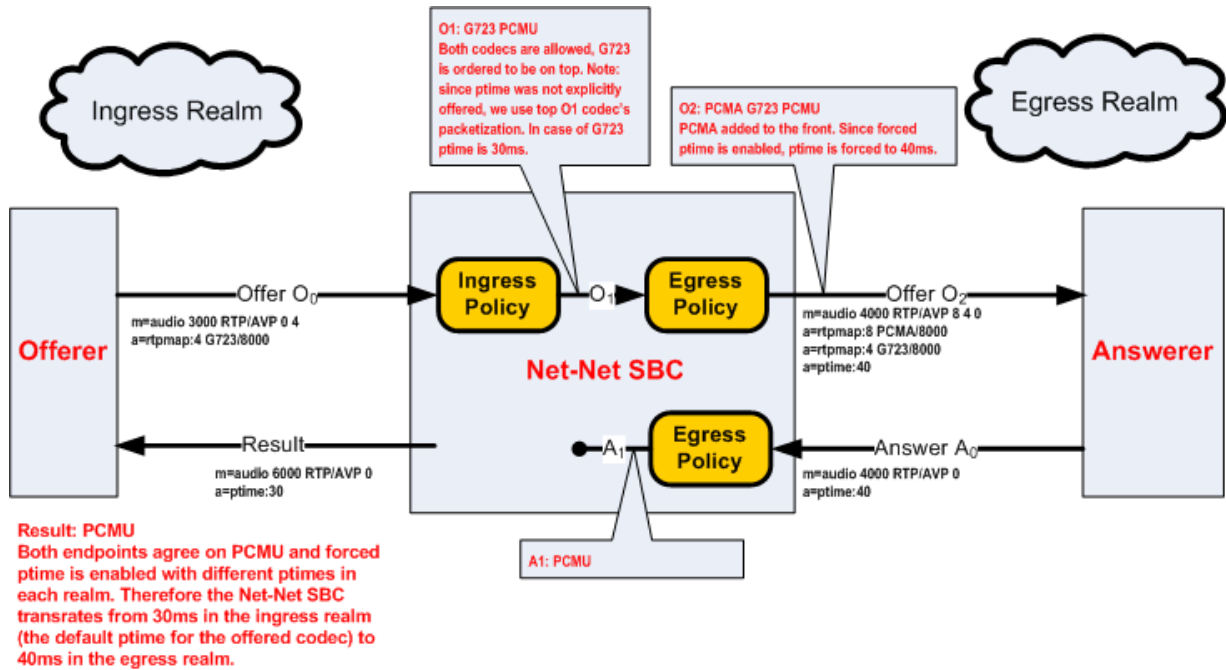 O1: G723 PCMU
Both codecs are allowed, G723
is ordered to be on top. Note:
since ptime was not explicitly
offered, we use top O1 codec's
packetization. In case of G723
ptime is 30ms.
Ingress Realm
Egress Realm
O2: PCMA G723 PCMU
PCMA added to the front. Since forced
ptime is enabled, ptime is forced to 40ms.
Offerer
Offer O0
m=audio 3000 RTP/AVP 0 4
a=rtpmap:4 G723/8000
Ingress
Policy
O1
Egress
Policy
Offer O2
m=audio 4000 RTP/AVP 8 4 0
a=rtpmap:8 PCMA/8000
a=rtpmap:4 G723/8000
a=ptime:40
Answerer
Net-Net SBC
Result
m=audio 6000 RTP/AVP 0
a=ptime:30
A1
Egress
Policy
Answer A0
m=audio 4000 RTP/AVP 0
a=ptime:40
A1: PCMU
Result: PCMU
Both endpoints agree on PCMU and forced
ptime is enabled with different ptimes in
each realm. Therefore the Net-Net SBC
transrates from 30ms in the ingress realm
(the default ptime for the offered codec) to
40ms in the egress realm.